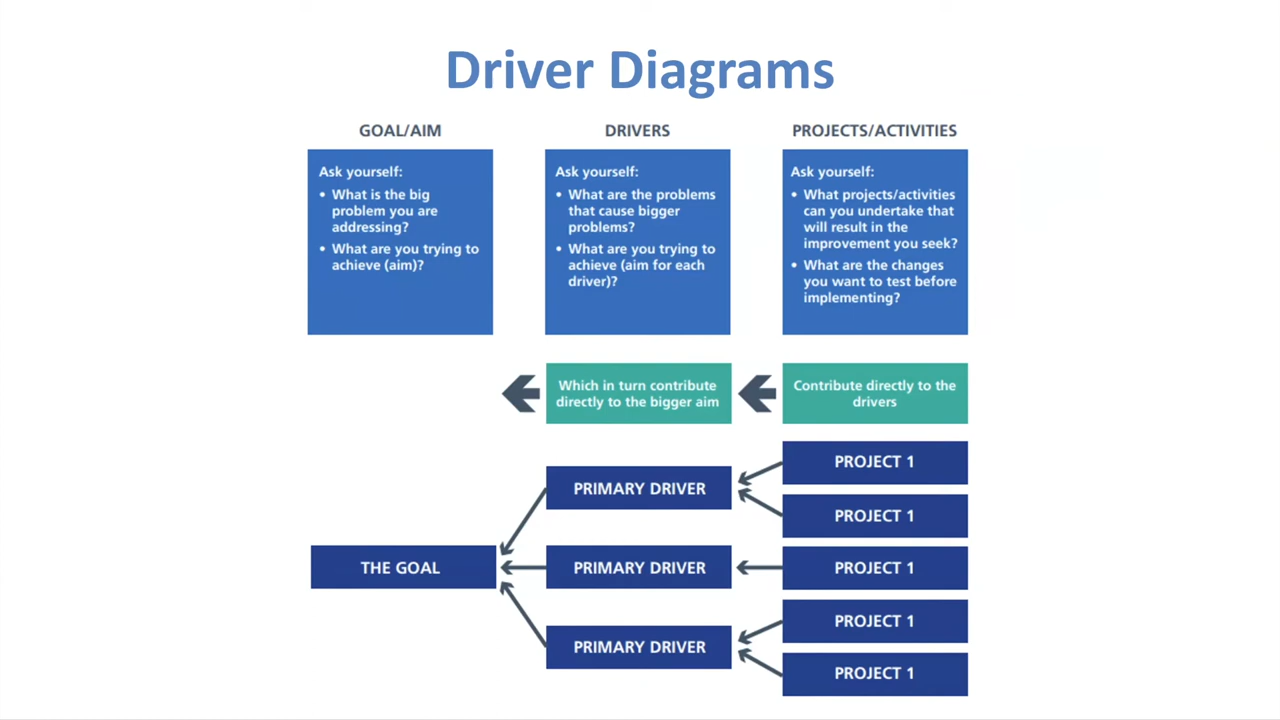 Driver Diagrams
GOAL/AIM
Ask yourself:
• What is the big
problem you are
addressing?
• What are you trying to
achieve (aim)?
DRIVERS
Ask yourself:
• What are the problems
that cause bigger
problems?
• What are you trying to
achieve (aim for each
driver)?
PROJECTS/ACTIVITIES
Ask yourself:
• What projects/activities
can you undertake that
will result in the
improvement you seek?
• What are the changes
you want to test before
implementing?
Which in turn contribute
directly to the bigger aim
Contribute directly to the
drivers
THE GOAL
PRIMARY DRIVER
PRIMARY DRIVER
PRIMARY DRIVER
PROJECT 1
PROJECT 1
PROJECT 1
PROJECT 1
PROJECT 1